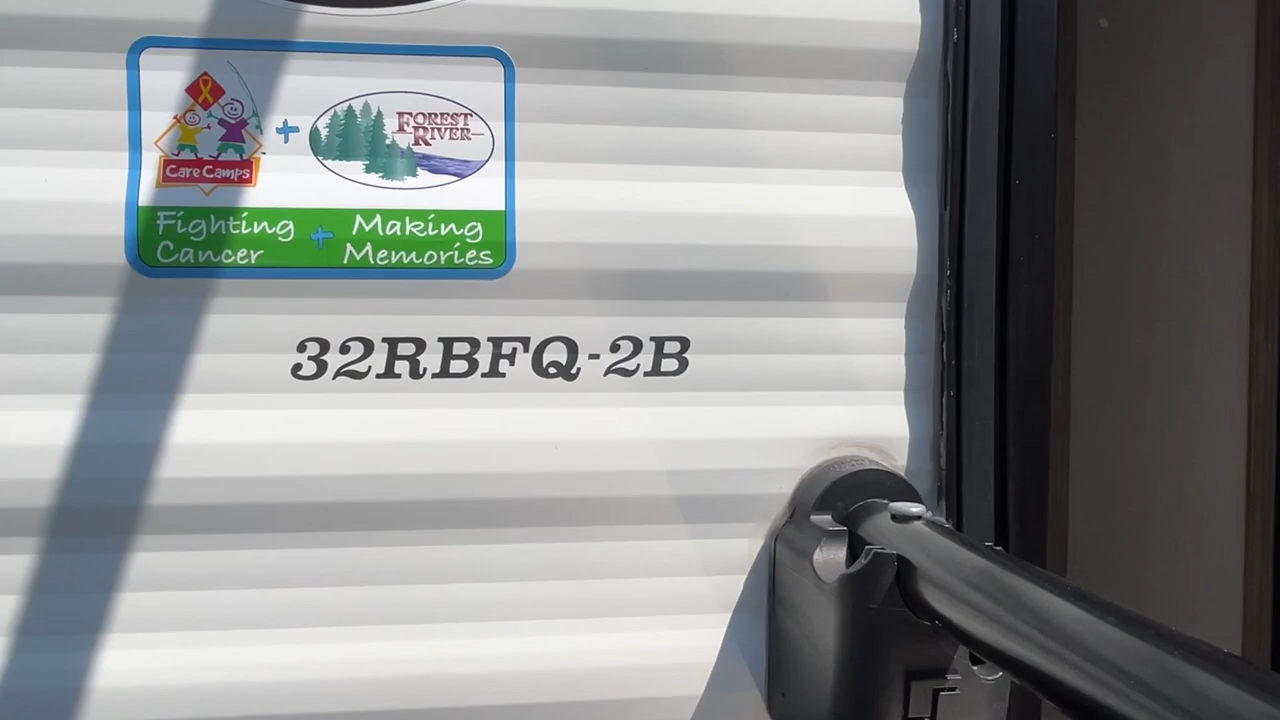 Care Camps
FOREST
RIVER
Fighting
Cancer
+
Making
Memories
32RBFQ-2B